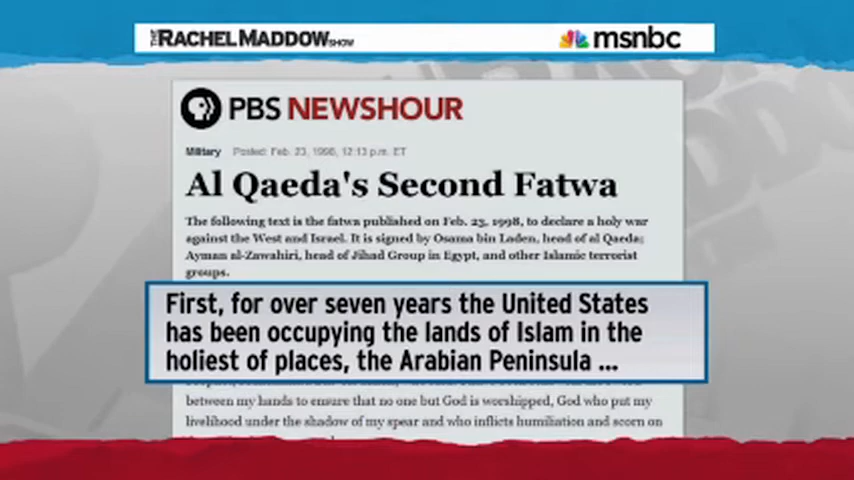 THE RACHEL MADDOW SHOW
msnbc
PBS NEWSHOUR
Military Posted: Feb. 23, 1998, 12:13 p.m. ET
Al Qaeda's Second Fatwa
The following text is the fatwa published on Feb. 23, 1998, to declare a holy war
against the West and Israel. It is signed by Osama bin Laden, head of al Qaeda;
Ayman al-Zawahiri, head of Jihad Group in Egypt, and other Islamic terrorist
groups.
First, for over seven years the United States
has been occupying the lands of Islam in the
holiest of places, the Arabian Peninsula ...
between my hands to ensure that no one but God is worshipped, God who put my
livelihood under the shadow of my spear and who inflicts humiliation and scorn on